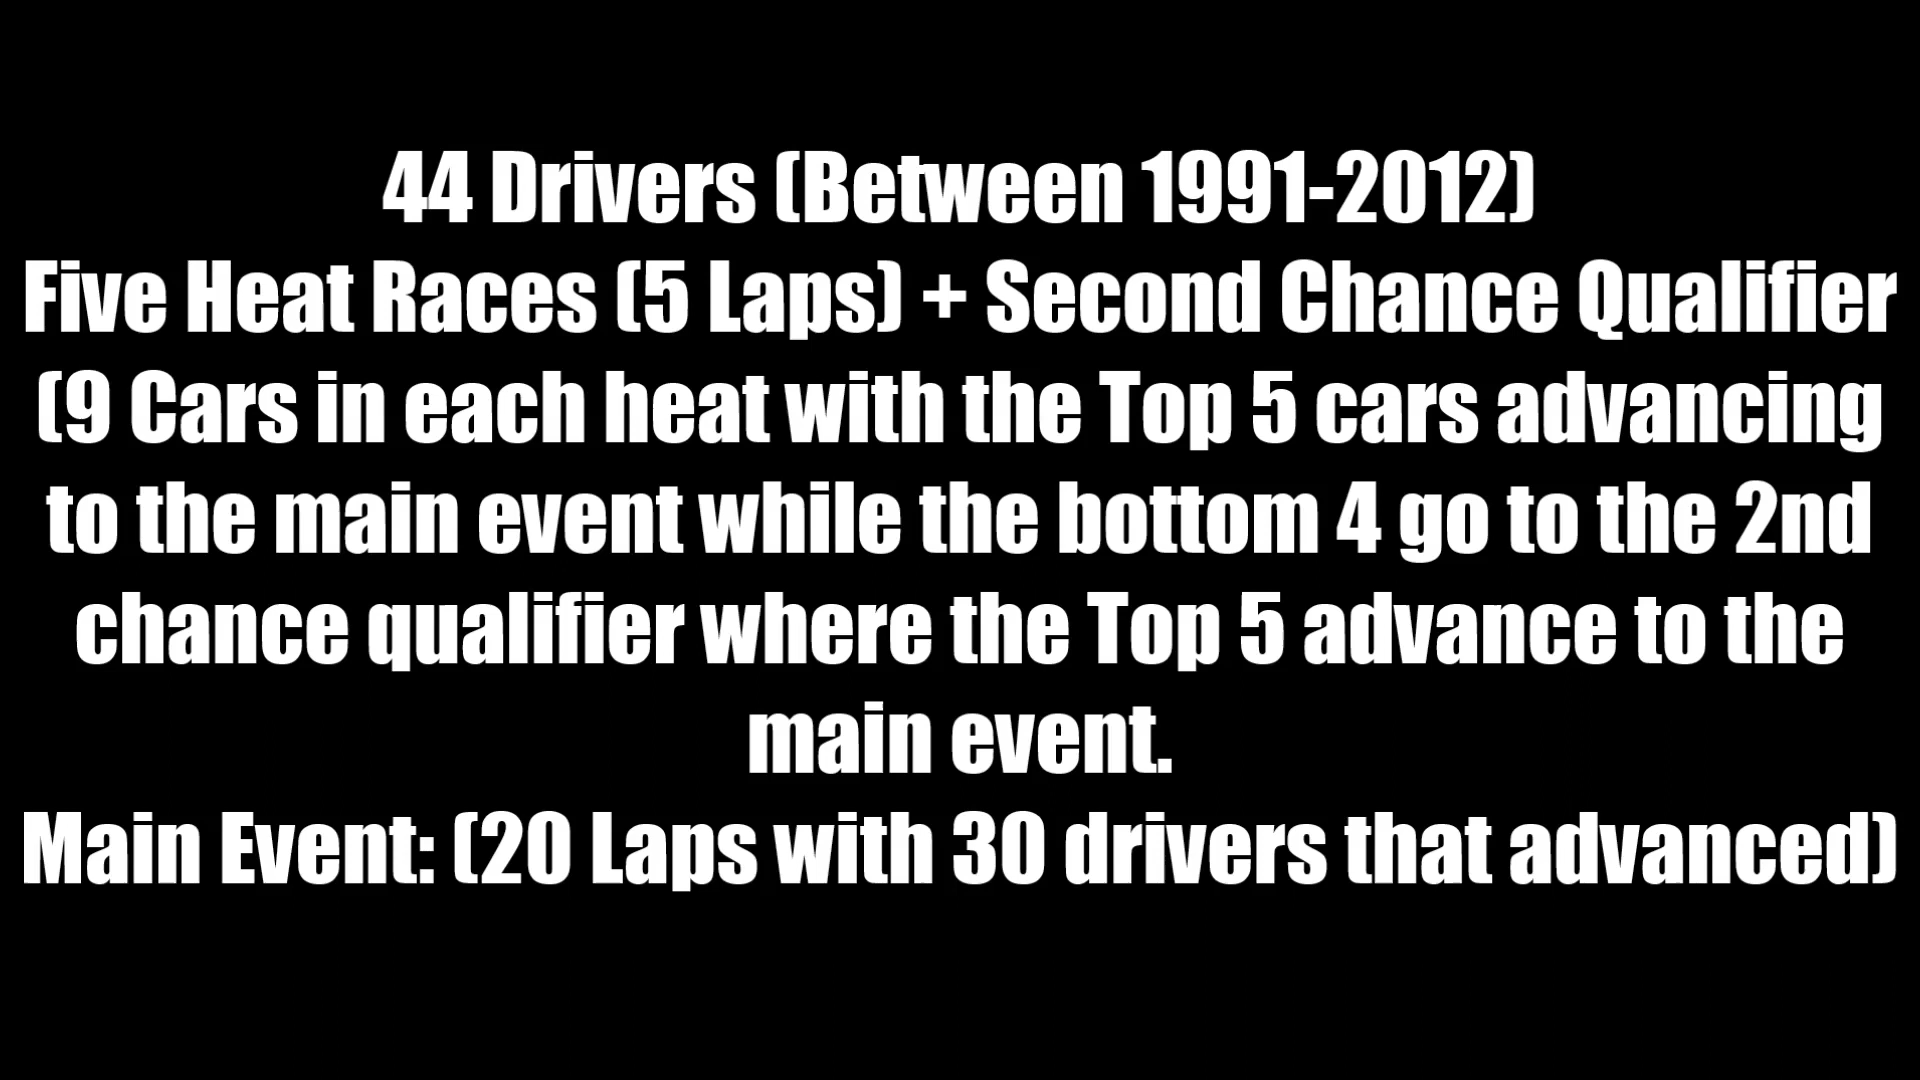 44 Drivers (Between 1991-2012)
Five Heat Races (5 Laps) + Second Chance Qualifier
(9 Cars in each heat with the Top 5 cars advancing
to the main event while the bottom 4 go to the 2nd
chance qualifier where the Top 5 advance to the
main event.
Main Event: (20 Laps with 30 drivers that advanced)